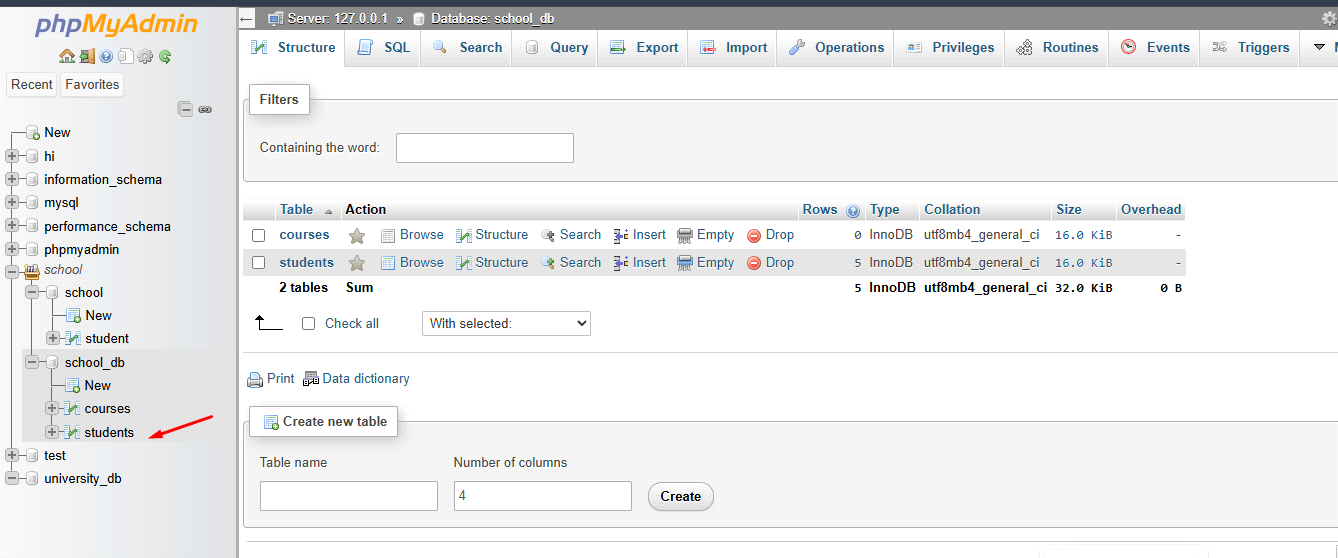 phpMyAdmin
Recent Favorites
New
hi
information_schema
mysql
performance_schema
phpmyadmin
school
school
New
student
school_db
New
courses
students
test
university_db
Server: 127.0.0.1 » Database: school_db
Structure SQL Search Query Export Import Operations Privileges Routines Events Triggers
Filters
Containing the word:
Table Action Rows Type Collation Size Overhead
courses Browse Structure Search Insert Empty Drop 0 InnoDB utf8mb4_general_ci 16.0 KiB -
students Browse Structure Search Insert Empty Drop 5 InnoDB utf8mb4_general_ci 16.0 KiB -
2 tables Sum 5 InnoDB utf8mb4_general_ci 32.0 KiB 0 B
Check all With selected:
Print Data dictionary
Create new table
Table name Number of columns
4 Create